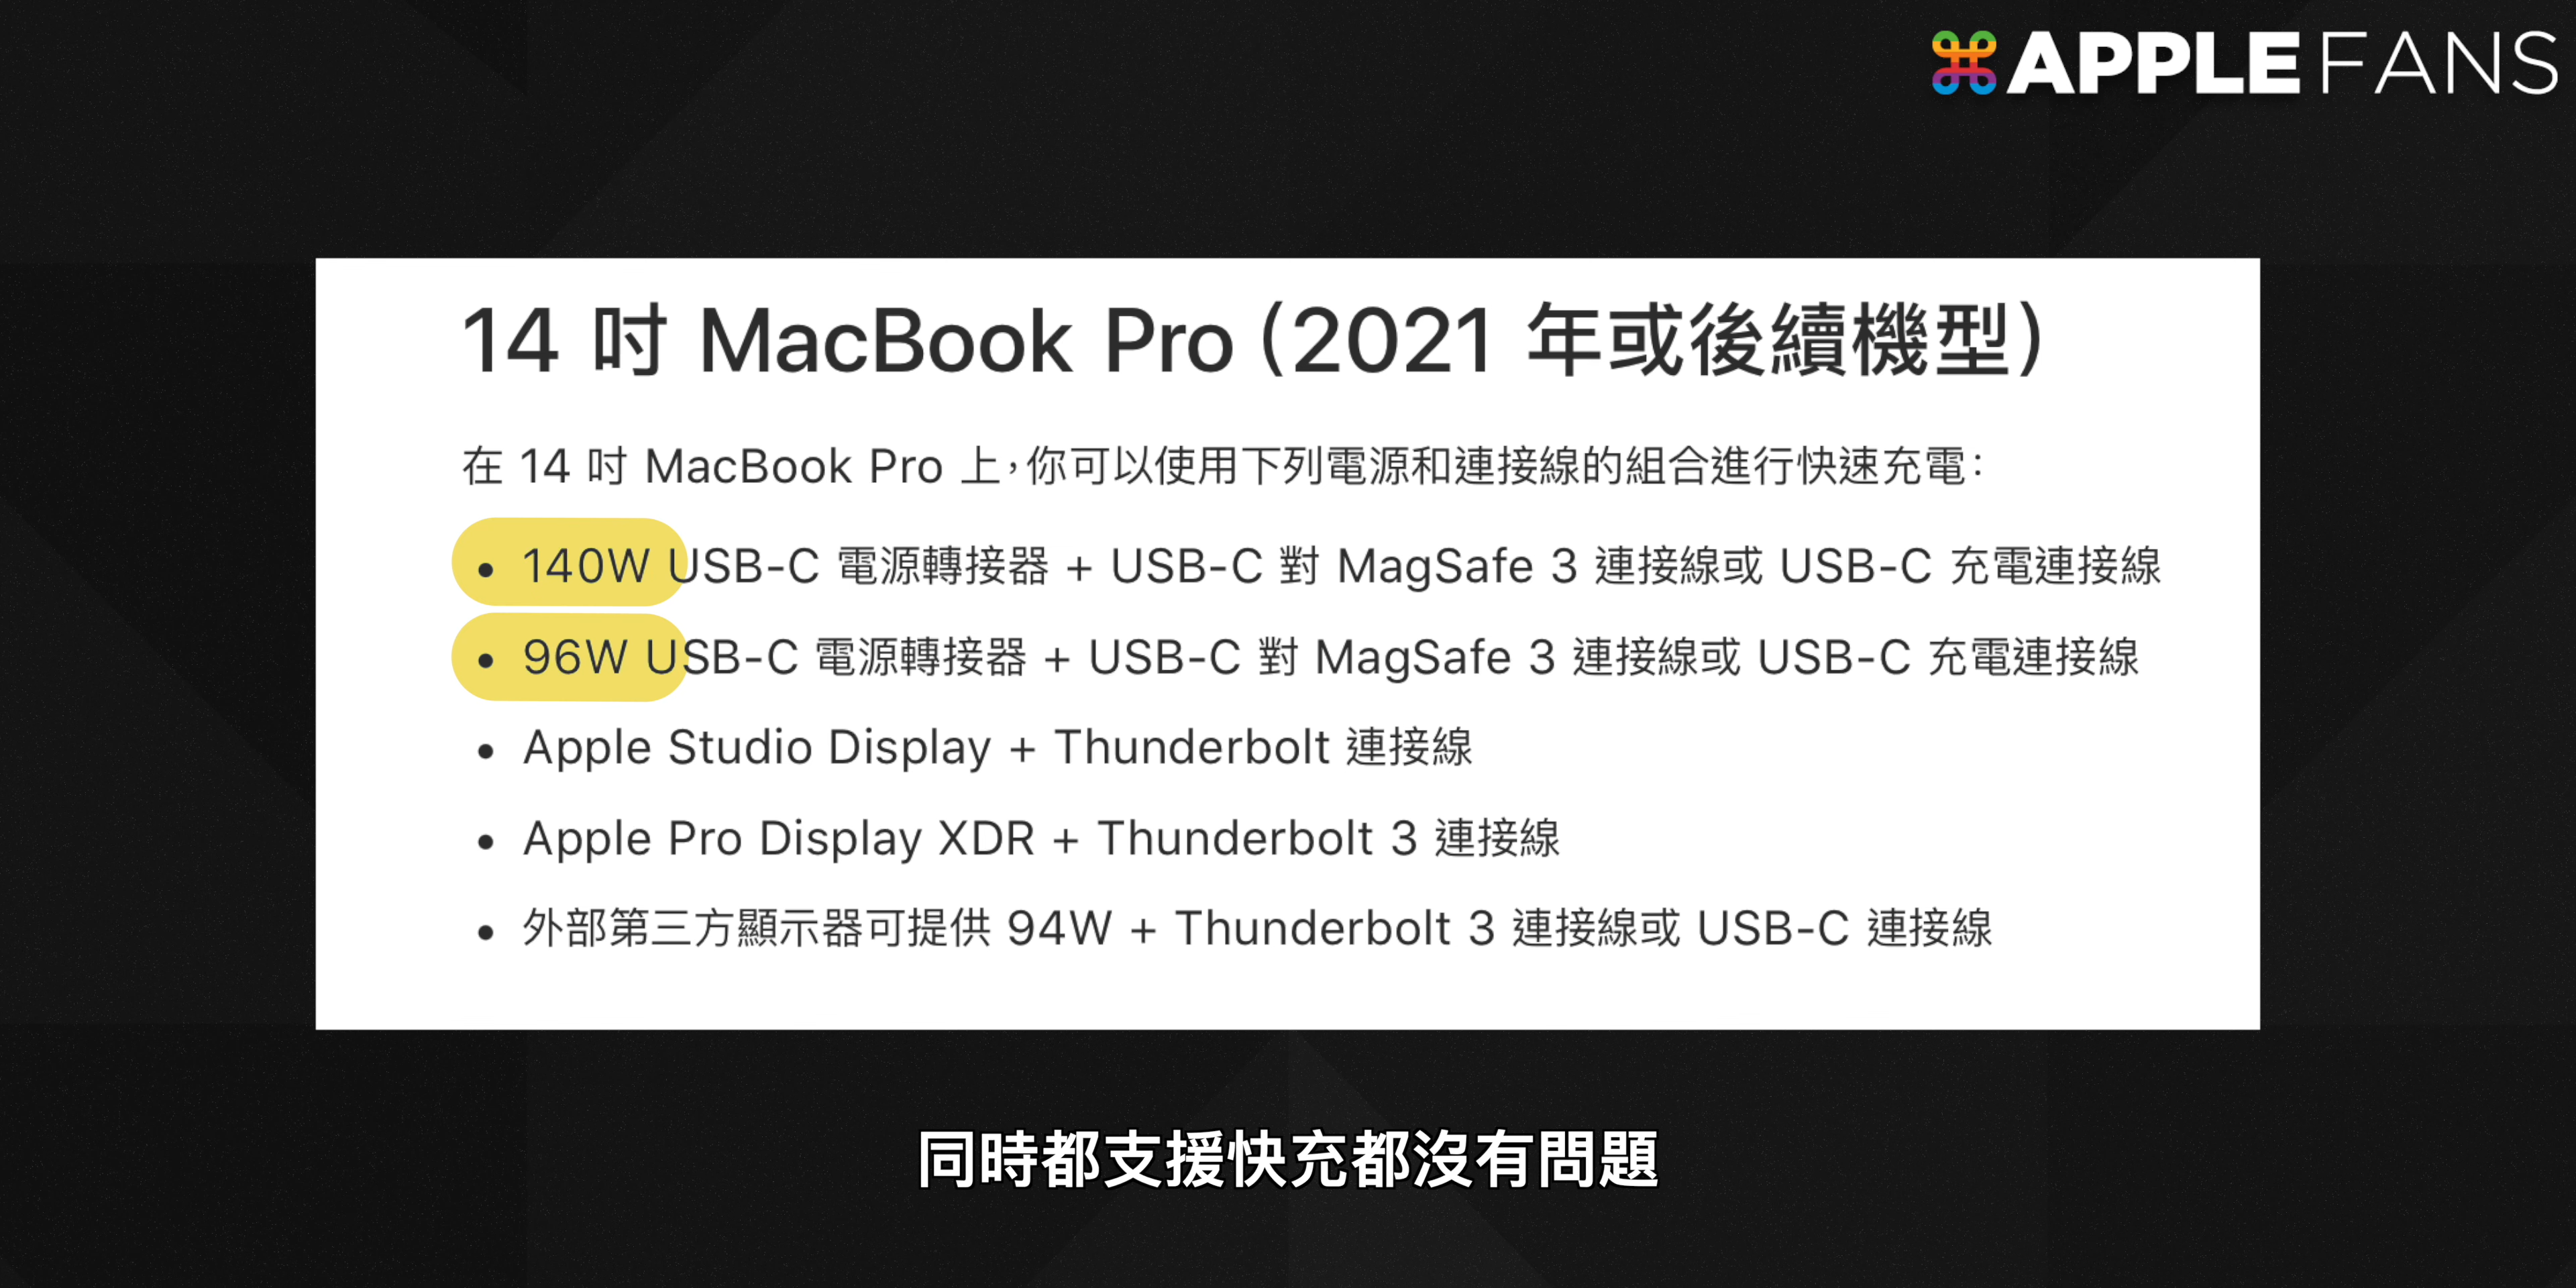 APPLEFANS
14 吋 MacBook Pro（2021 年或後續機型）
在 14 吋 MacBook Pro 上，你可以使用下列電源和連接線的組合進行快速充電：
• 140W USB-C 電源轉接器 + USB-C 對 MagSafe 3 連接線或 USB-C 充電連接線
• 96W USB-C 電源轉接器 + USB-C 對 MagSafe 3 連接線或 USB-C 充電連接線
• Apple Studio Display + Thunderbolt 連接線
• Apple Pro Display XDR + Thunderbolt 3 連接線
• 外部第三方顯示器可提供 94W + Thunderbolt 3 連接線或 USB-C 連接線
同時都支援快充都沒有問題